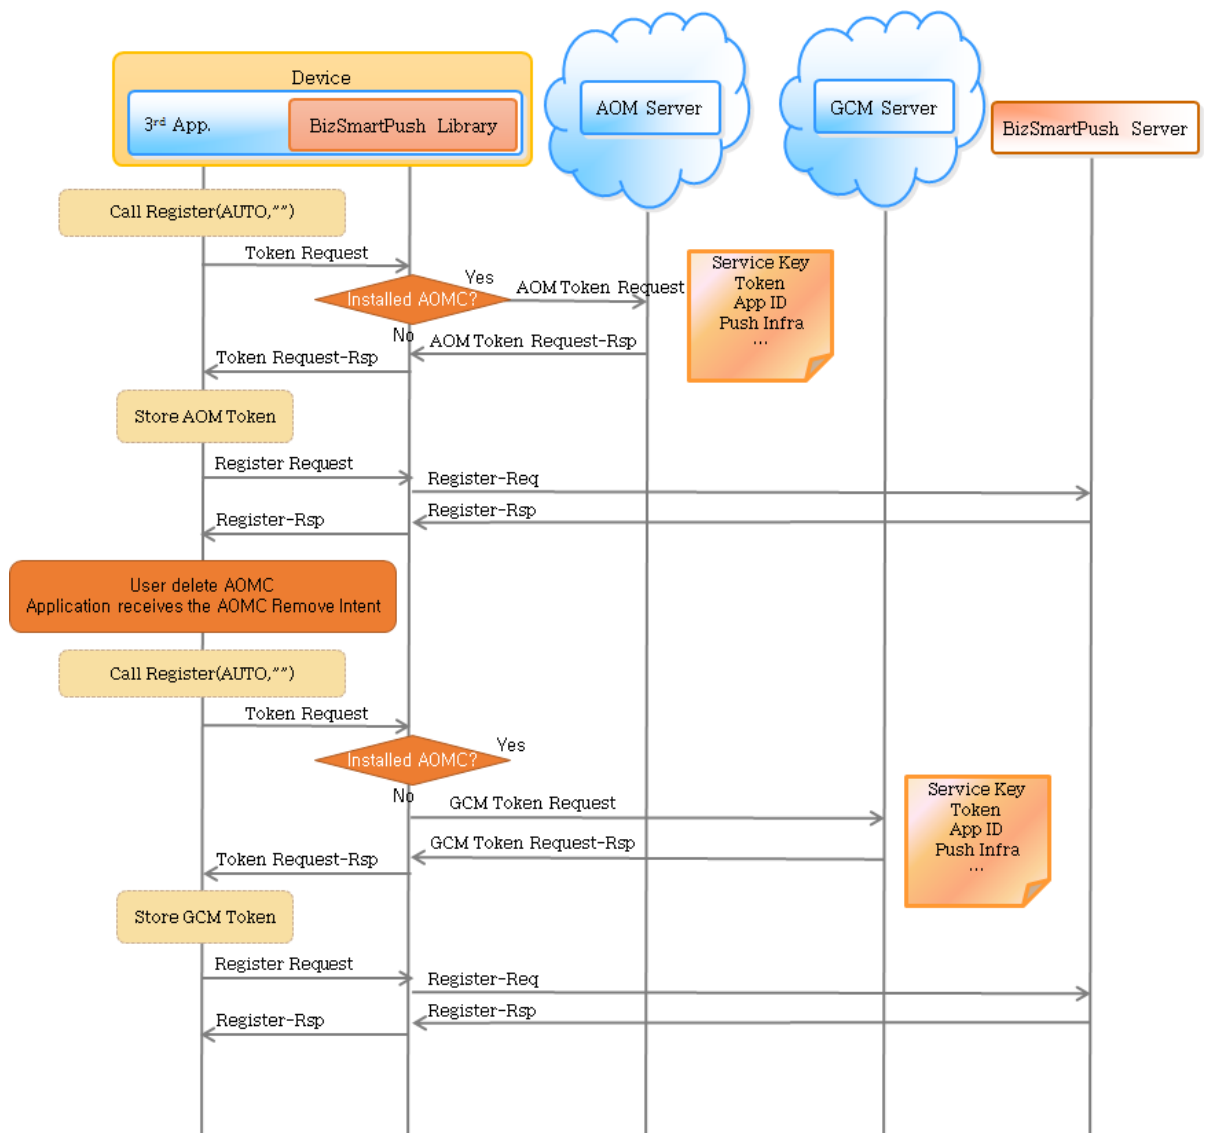 Device
3rd App.
BizSmartPush Library
AOM Server
GCM Server
BizSmartPush Server
Call Register(AUTO,"")
Token Request
Installed AOMC?
Yes
No
AOM Token Request
Service Key
Token
App ID
Push Infra
...
AOM Token Request-Rsp
Token Request-Rsp
Store AOM Token
Register Request
Register-Req
Register-Rsp
Register-Rsp
User delete AOMC
Application receives the AOMC Remove Intent
Call Register(AUTO,"")
Token Request
Installed AOMC?
Yes
No
GCM Token Request
Service Key
Token
App ID
Push Infra
...
GCM Token Request-Rsp
Token Request-Rsp
Store GCM Token
Register Request
Register-Req
Register-Rsp
Register-Rsp